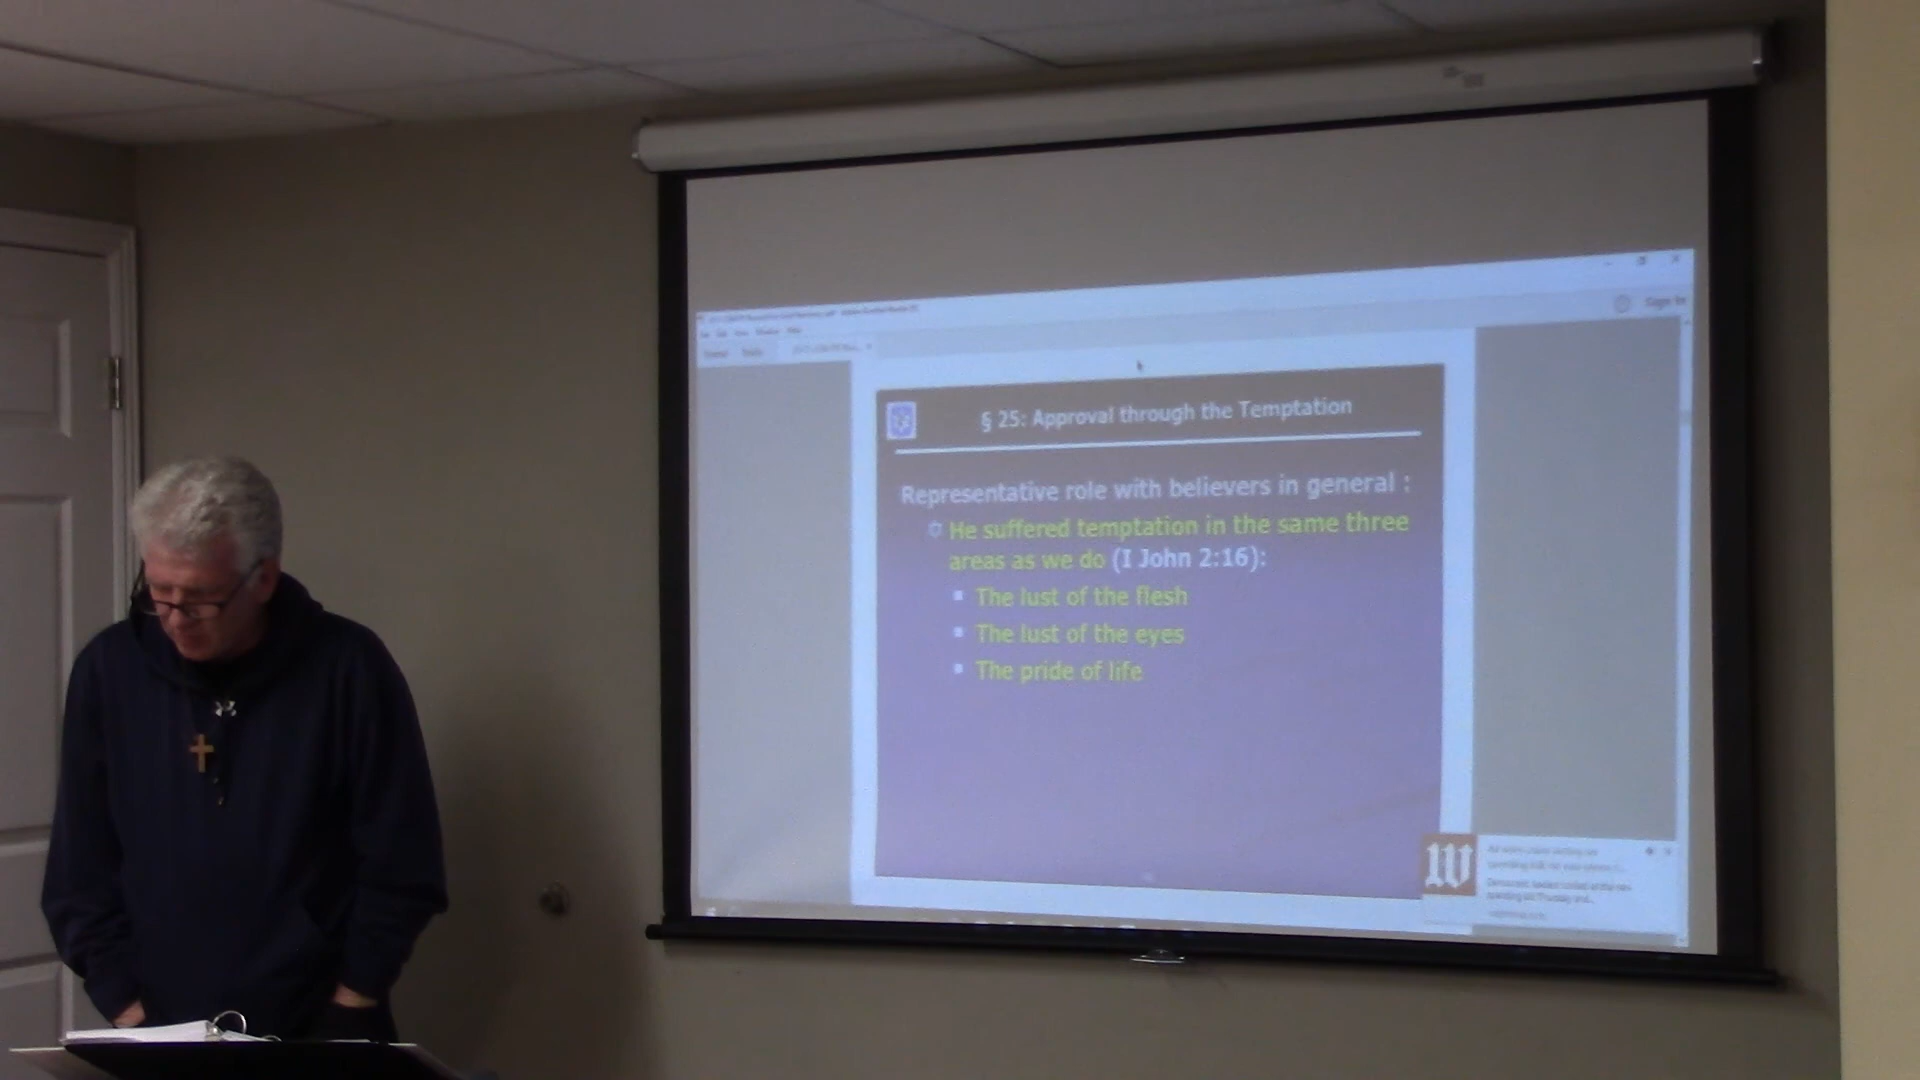 Sign In
§ 25: Approval through the Temptation
Representative role with believers in general :
He suffered temptation in the same three
areas as we do (I John 2:16):
The lust of the flesh
The lust of the eyes
The pride of life
W